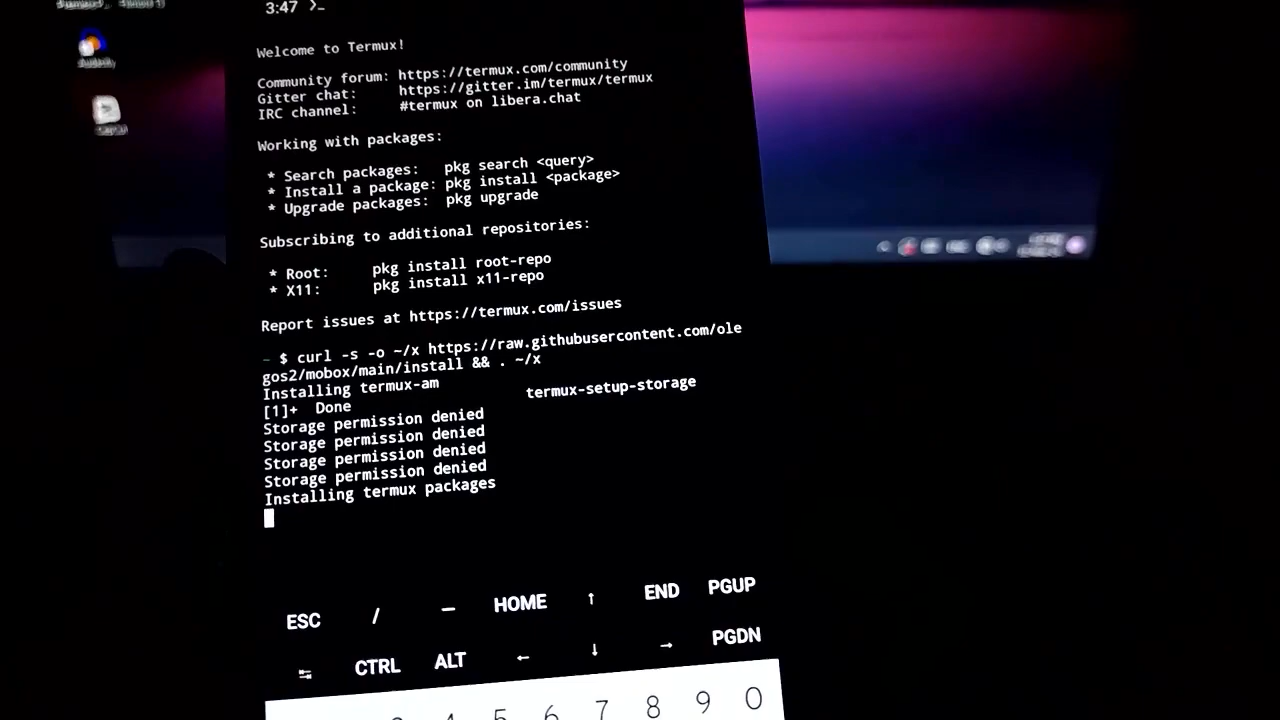 3:47 >_
Welcome to Termux!
Community forum: https://termux.com/community
Gitter chat: https://gitter.im/termux/termux
IRC channel: #termux on libera.chat
Working with packages:
* Search packages: pkg search <query>
* Install a package: pkg install <package>
* Upgrade packages: pkg upgrade
Subscribing to additional repositories:
* Root: pkg install root-repo
* X11: pkg install x11-repo
Report issues at https://termux.com/issues
~ $ curl -s -o ~/x https://raw.githubusercontent.com/ole
gos2/mobox/main/install && . ~/x
Installing termux-am
[1]+ Done termux-setup-storage
Storage permission denied
Storage permission denied
Storage permission denied
Storage permission denied
Installing termux packages
ESC / — HOME ↑ END PGUP
↹ CTRL ALT ← ↓ → PGDN
4 5 6 7 8 9 0